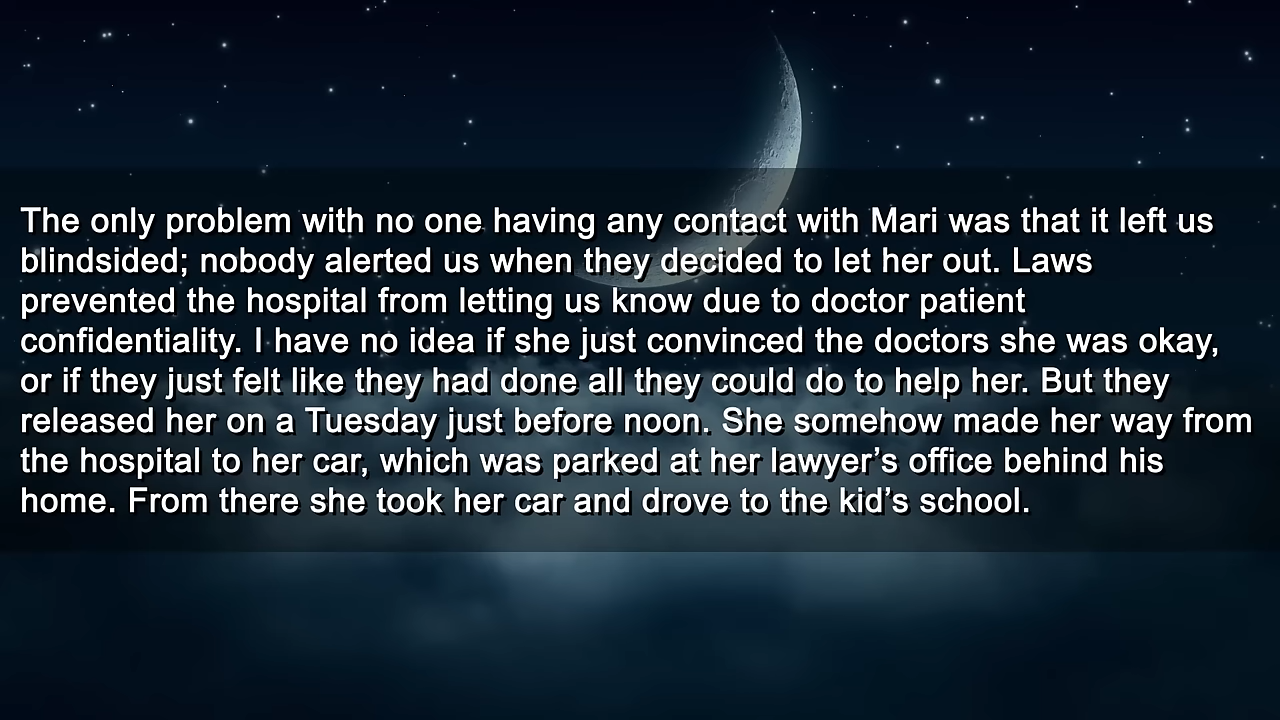 The only problem with no one having any contact with Mari was that it left us
blindsided; nobody alerted us when they decided to let her out. Laws
prevented the hospital from letting us know due to doctor patient
confidentiality. I have no idea if she just convinced the doctors she was okay,
or if they just felt like they had done all they could do to help her. But they
released her on a Tuesday just before noon. She somehow made her way from
the hospital to her car, which was parked at her lawyer’s office behind his
home. From there she took her car and drove to the kid’s school.